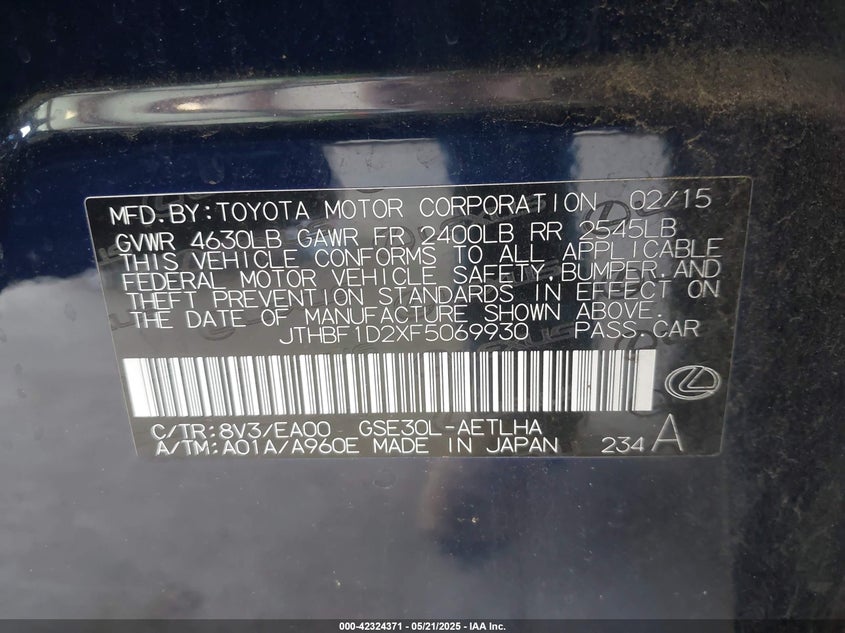 MFD.BY:TOYOTA MOTOR CORPORATION 02/15
GVWR 4630LB GAWR FR 2400LB RR 2545LB
THIS VEHICLE CONFORMS TO ALL APPLICABLE
FEDERAL MOTOR VEHICLE SAFETY,BUMPER,AND
THEFT PREVENTION STANDARDS IN EFFECT ON
THE DATE OF MANUFACTURE SHOWN ABOVE.
JTHBF1D2XF5069930 PASS CAR
C/TR:8V3/EA00 GSE30L-AETLHA
A/TM:A01A/A960E MADE IN JAPAN 234 A
000-42324371 | 05/21/2025 | IAA Inc.